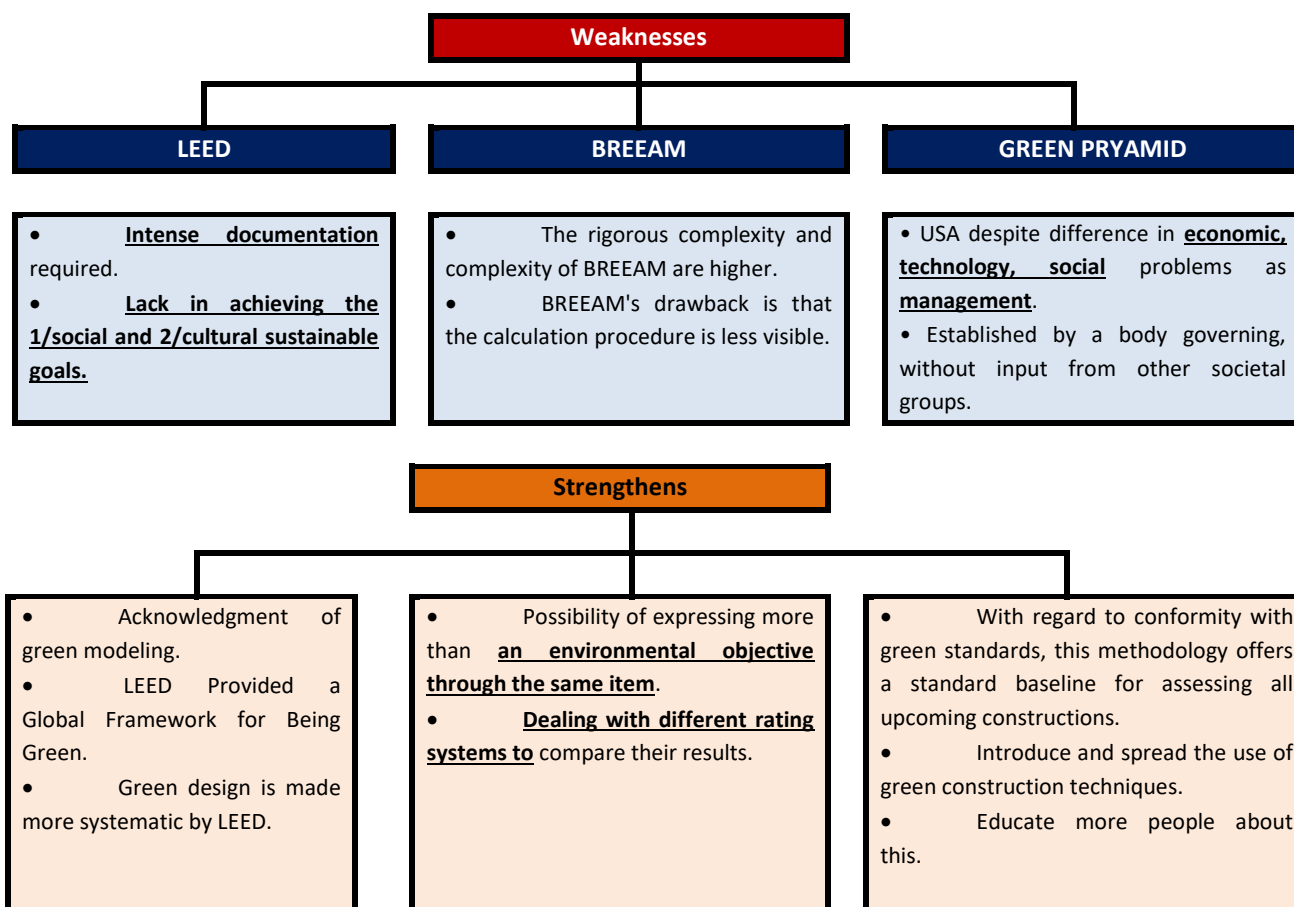 Weaknesses
LEED
BREEAM
GREEN PRYAMID
• Intense documentation
required.
• Lack in achieving the
1/social and 2/cultural sustainable
goals.
• The rigorous complexity and
complexity of BREEAM are higher.
• BREEAM's drawback is that
the calculation procedure is less visible.
• USA despite difference in economic,
technology, social problems as
management.
• Established by a body governing,
without input from other societal
groups.
Strengthens
• Acknowledgment of
green modeling.
• LEED Provided a
Global Framework for Being
Green.
• Green design is made
more systematic by LEED.
• Possibility of expressing more
than an environmental objective
through the same item.
• Dealing with different rating
systems to compare their results.
• With regard to conformity with
green standards, this methodology offers
a standard baseline for assessing all
upcoming constructions.
• Introduce and spread the use of
green construction techniques.
• Educate more people about
this.